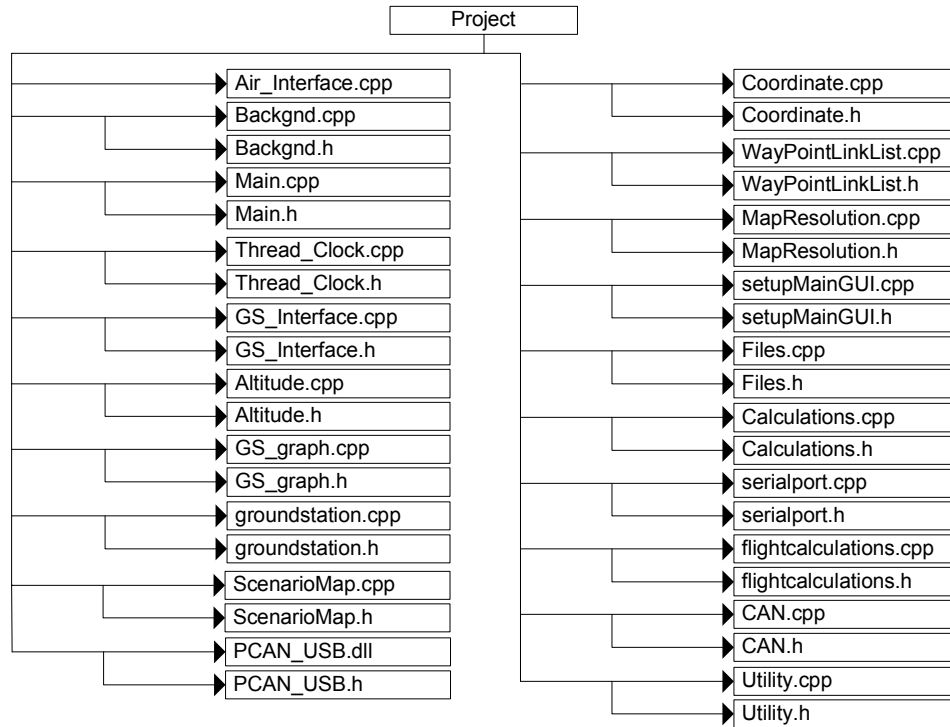 Project
Air_Interface.cpp
Backgnd.cpp
Backgnd.h
Main.cpp
Main.h
Thread_Clock.cpp
Thread_Clock.h
GS_Interface.cpp
GS_Interface.h
Altitude.cpp
Altitude.h
GS_graph.cpp
GS_graph.h
groundstation.cpp
groundstation.h
ScenarioMap.cpp
ScenarioMap.h
PCAN_USB.dll
PCAN_USB.h
Coordinate.cpp
Coordinate.h
WayPointLinkList.cpp
WayPointLinkList.h
MapResolution.cpp
MapResolution.h
setupMainGUI.cpp
setupMainGUI.h
Files.cpp
Files.h
Calculations.cpp
Calculations.h
serialport.cpp
serialport.h
flightcalculations.cpp
flightcalculations.h
CAN.cpp
CAN.h
Utility.cpp
Utility.h